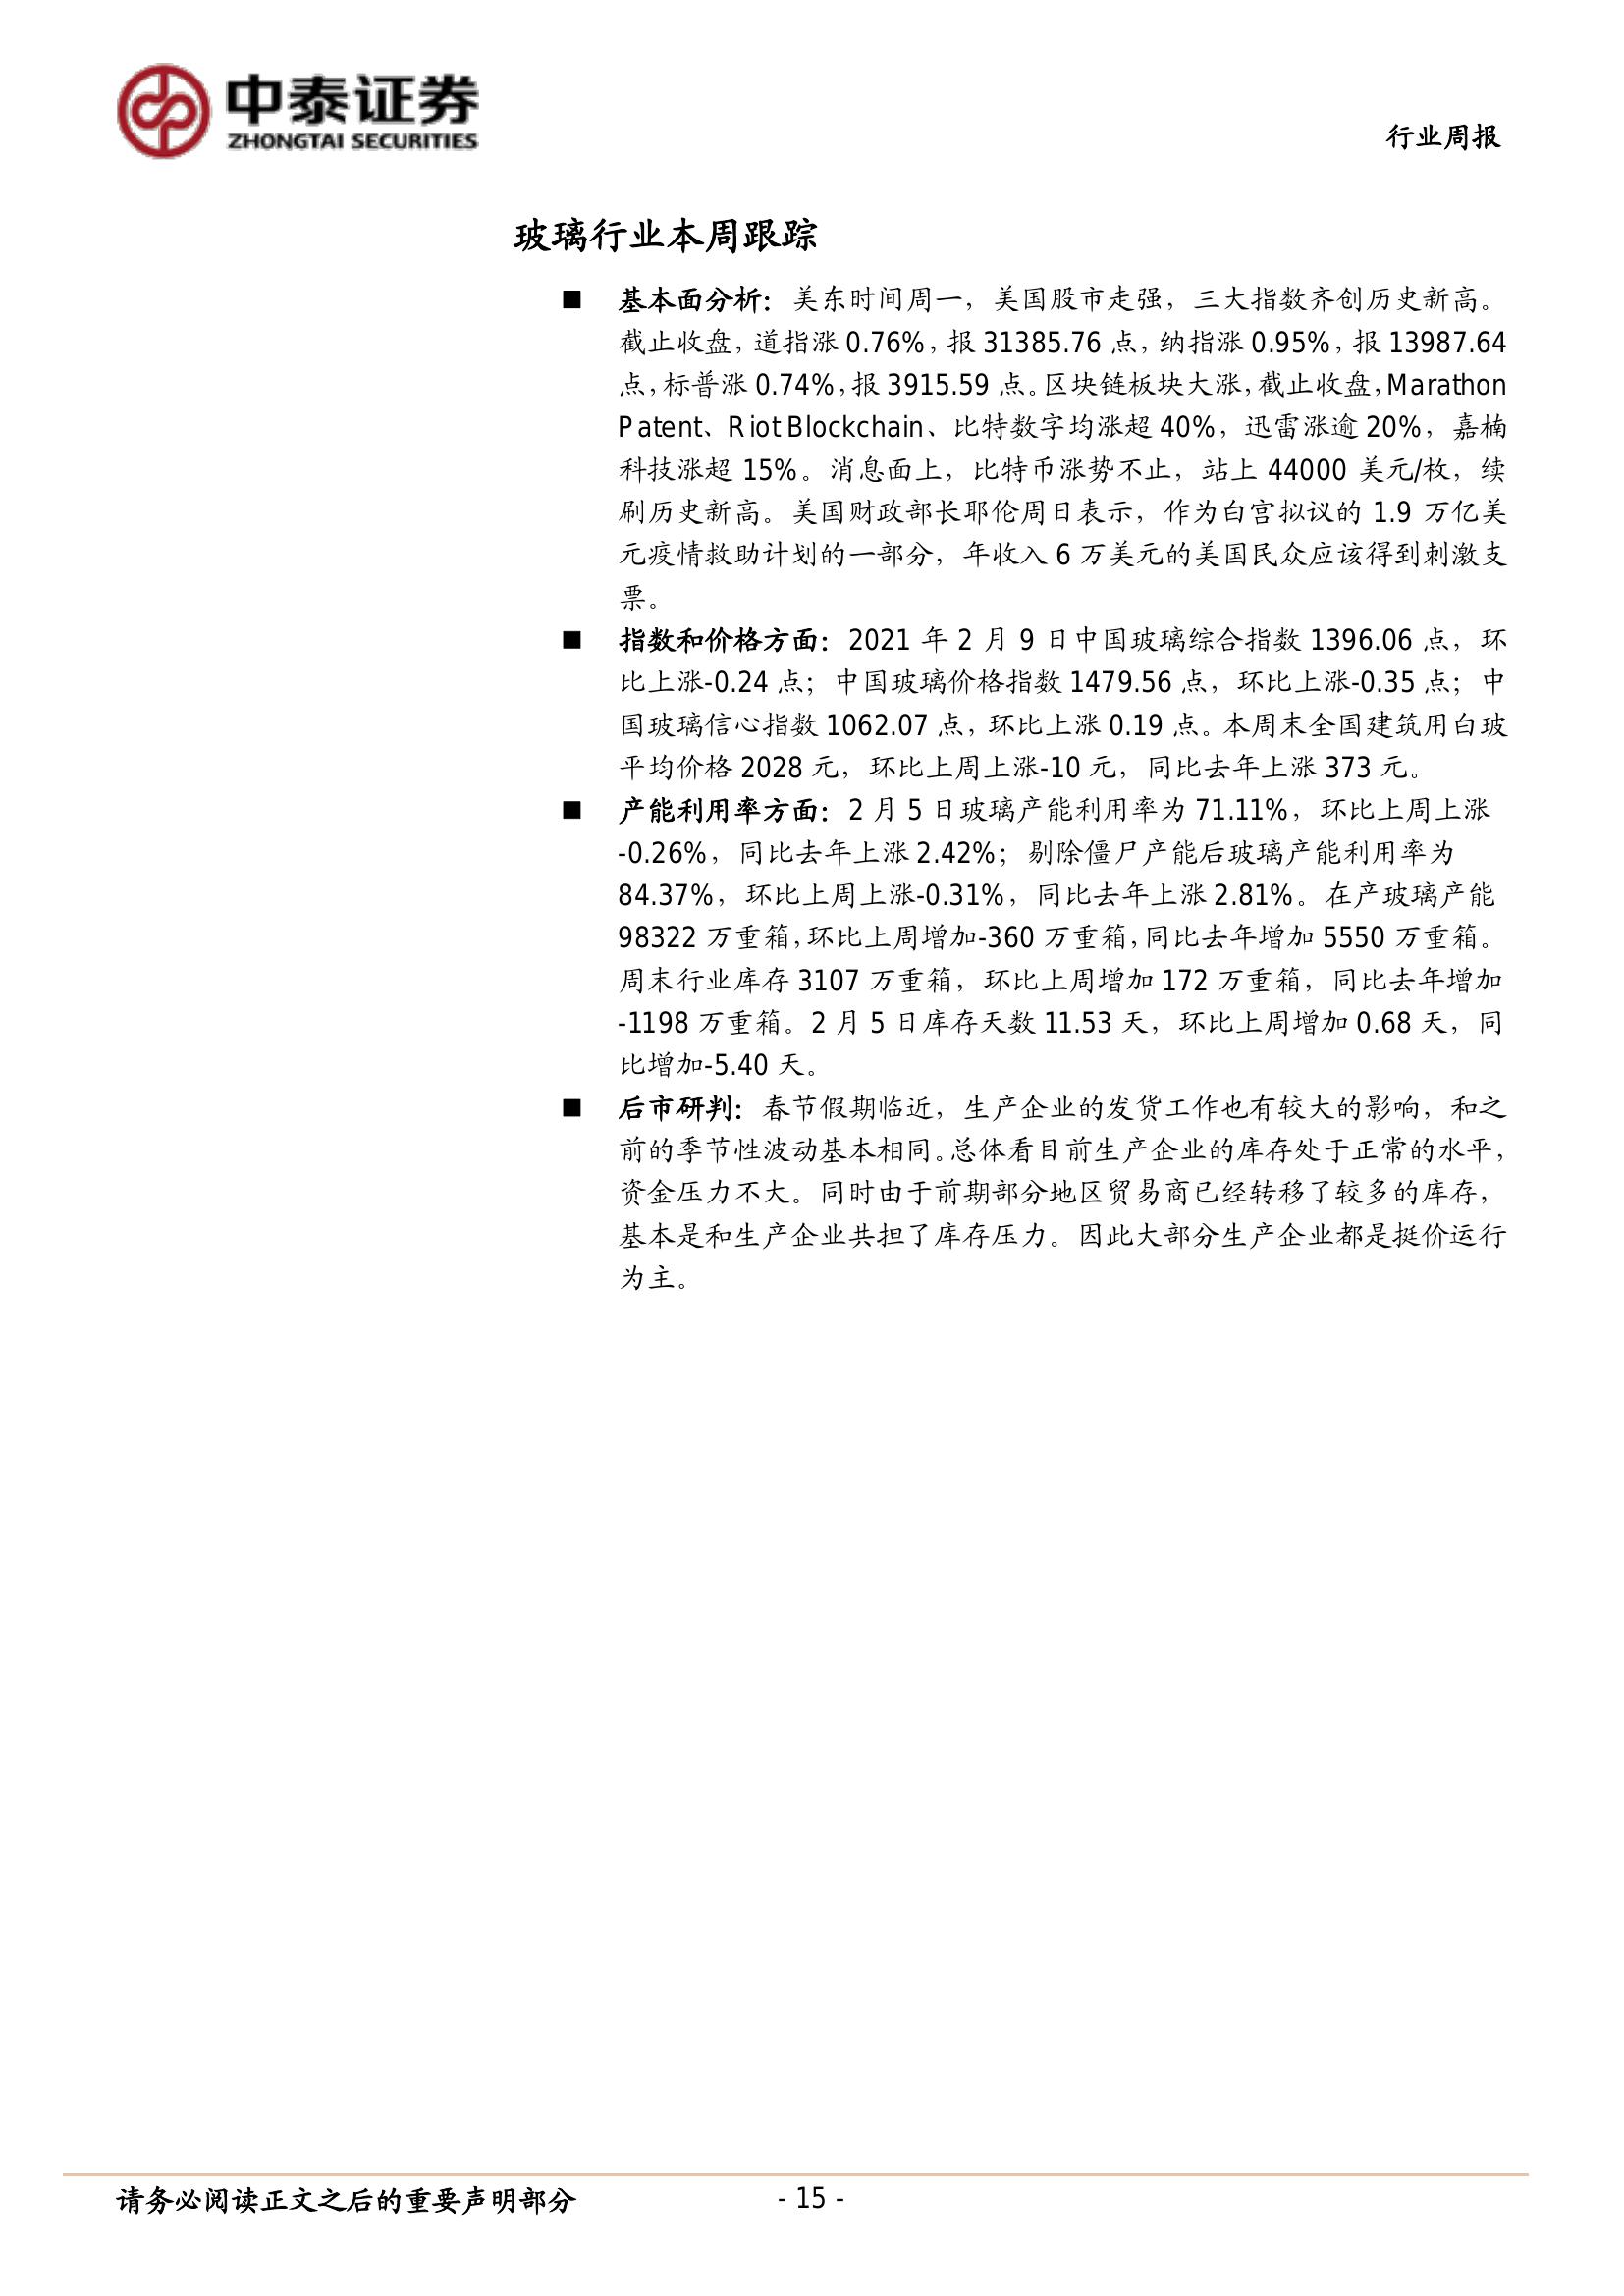 中泰证券
ZHONGTAI SECURITIES
行业周报
玻璃行业本周跟踪
■ 基本面分析：美东时间周一，美国股市走强，三大指数齐创历史新高。
截止收盘，道指涨 0.76%，报 31385.76 点，纳指涨 0.95%，报 13987.64
点，标普涨 0.74%，报 3915.59 点。区块链板块大涨，截止收盘，Marathon
Patent、Riot Blockchain、比特数字均涨超 40%，迅雷涨逾 20%，嘉楠
科技涨超 15%。消息面上，比特币涨势不止，站上 44000 美元/枚，续
刷历史新高。美国财政部长耶伦周日表示，作为白宫拟议的 1.9 万亿美
元疫情救助计划的一部分，年收入 6 万美元的美国民众应该得到刺激支
票。
■ 指数和价格方面：2021 年 2 月 9 日中国玻璃综合指数 1396.06 点，环
比上涨-0.24 点；中国玻璃价格指数 1479.56 点，环比上涨-0.35 点；中
国玻璃信心指数 1062.07 点，环比上涨 0.19 点。本周末全国建筑用白玻
平均价格 2028 元，环比上周上涨-10 元，同比去年上涨 373 元。
■ 产能利用率方面：2 月 5 日玻璃产能利用率为 71.11%，环比上周上涨
-0.26%，同比去年上涨 2.42%；剔除僵尸产能后玻璃产能利用率为
84.37%，环比上周上涨-0.31%，同比去年上涨 2.81%。在产玻璃产能
98322 万重箱，环比上周增加-360 万重箱，同比去年增加 5550 万重箱。
周末行业库存 3107 万重箱，环比上周增加 172 万重箱，同比去年增加
-1198 万重箱。2 月 5 日库存天数 11.53 天，环比上周增加 0.68 天，同
比增加-5.40 天。
■ 后市研判：春节假期临近，生产企业的发货工作也有较大的影响，和之
前的季节性波动基本相同。总体看目前生产企业的库存处于正常的水平，
资金压力不大。同时由于前期部分地区贸易商已经转移了较多的库存，
基本是和生产企业共担了库存压力。因此大部分生产企业都是挺价运行
为主。
请务必阅读正文之后的重要声明部分
- 15 -